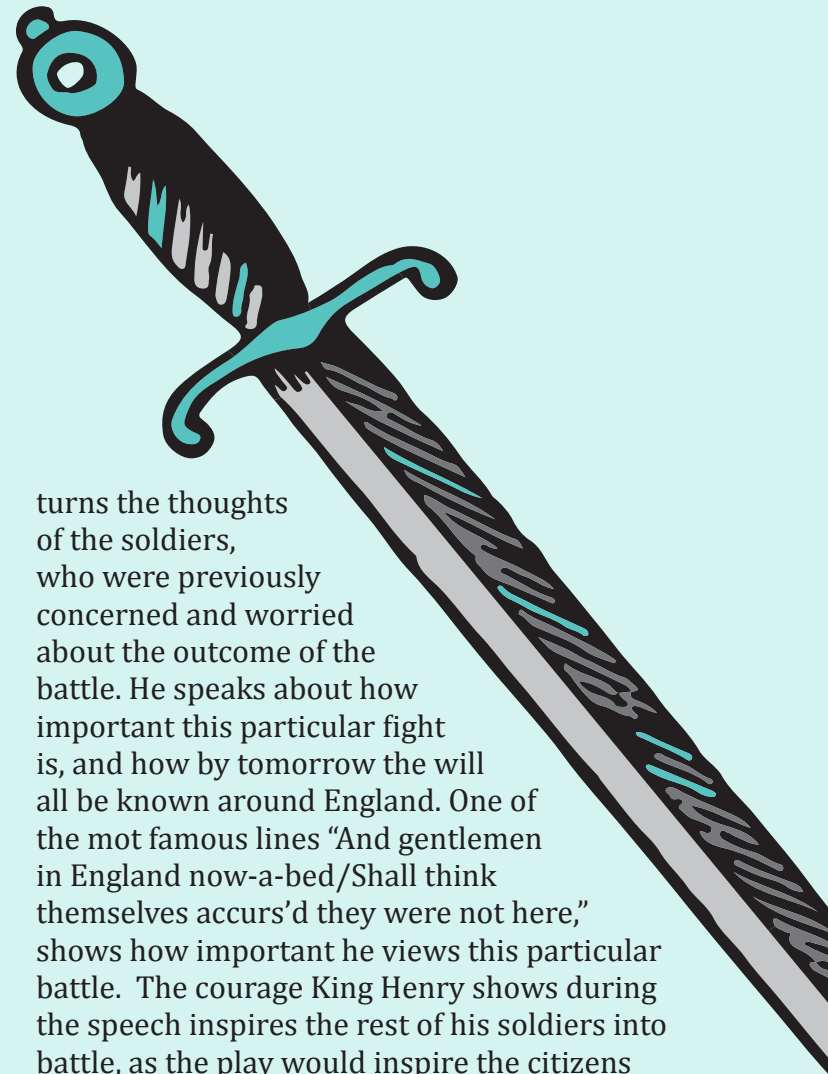 turns the thoughts
of the soldiers,
who were previously
concerned and worried
about the outcome of the
battle. He speaks about how
important this particular fight
is, and how by tomorrow the will
all be known around England. One of
the mot famous lines “And gentlemen
in England now-a-bed/Shall think
themselves accurs’d they were not here,”
shows how important he views this particular
battle.  The courage King Henry shows during
the speech inspires the rest of his soldiers into
battle, as the play would inspire the citizens